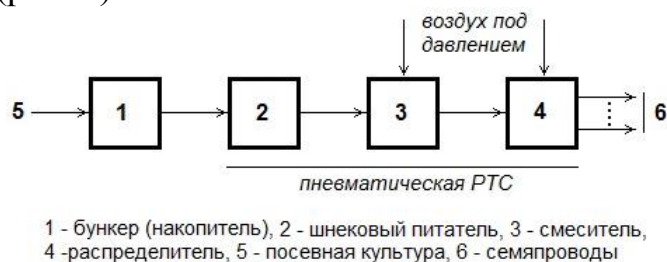 воздух под
давлением
5 1 2 3 4 6
пневматическая РТС
1 - бункер (накопитель), 2 - шнековый питатель, 3 - смеситель,
4 -распределитель, 5 - посевная культура, 6 - семяпроводы